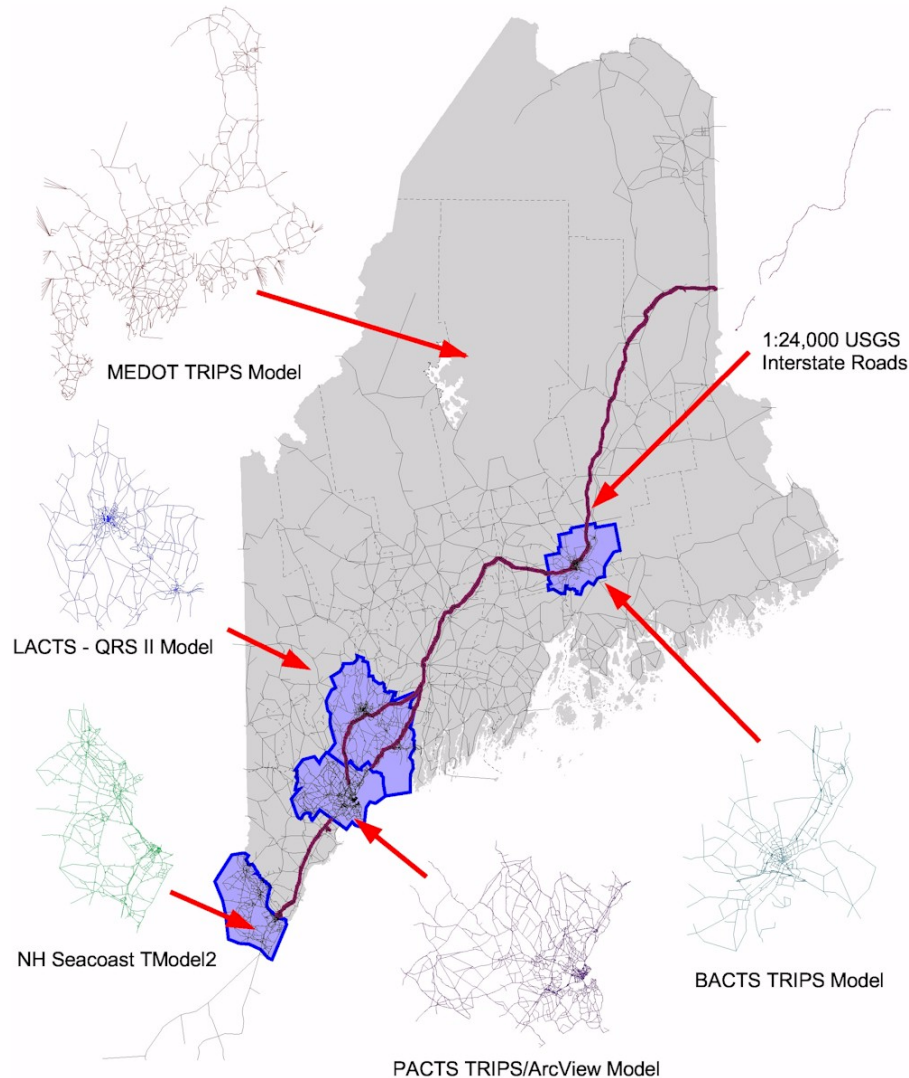 MEDOT TRIPS Model
1:24,000 USGS
Interstate Roads
LACTS - QRS II Model
NH Seacoast TModel2
BACTS TRIPS Model
PACTS TRIPS/ArcView Model